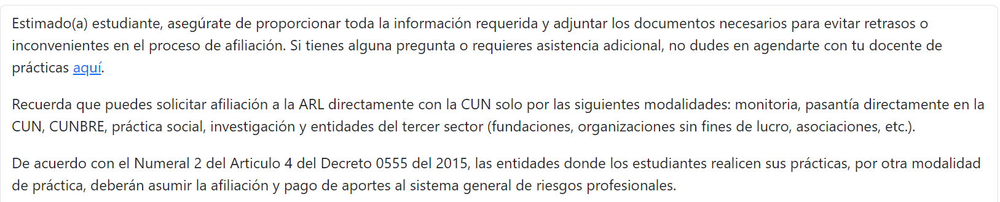 Estimado(a) estudiante, asegúrate de proporcionar toda la información requerida y adjuntar los documentos necesarios para evitar retrasos o
inconvenientes en el proceso de afiliación. Si tienes alguna pregunta o requieres asistencia adicional, no dudes en agendarte con tu docente de
prácticas aquí.
Recuerda que puedes solicitar afiliación a la ARL directamente con la CUN solo por las siguientes modalidades: monitoria, pasantía directamente en la
CUN, CUNBRE, práctica social, investigación y entidades del tercer sector (fundaciones, organizaciones sin fines de lucro, asociaciones, etc.).
De acuerdo con el Numeral 2 del Articulo 4 del Decreto 0555 del 2015, las entidades donde los estudiantes realicen sus prácticas, por otra modalidad
de práctica, deberán asumir la afiliación y pago de aportes al sistema general de riesgos profesionales.